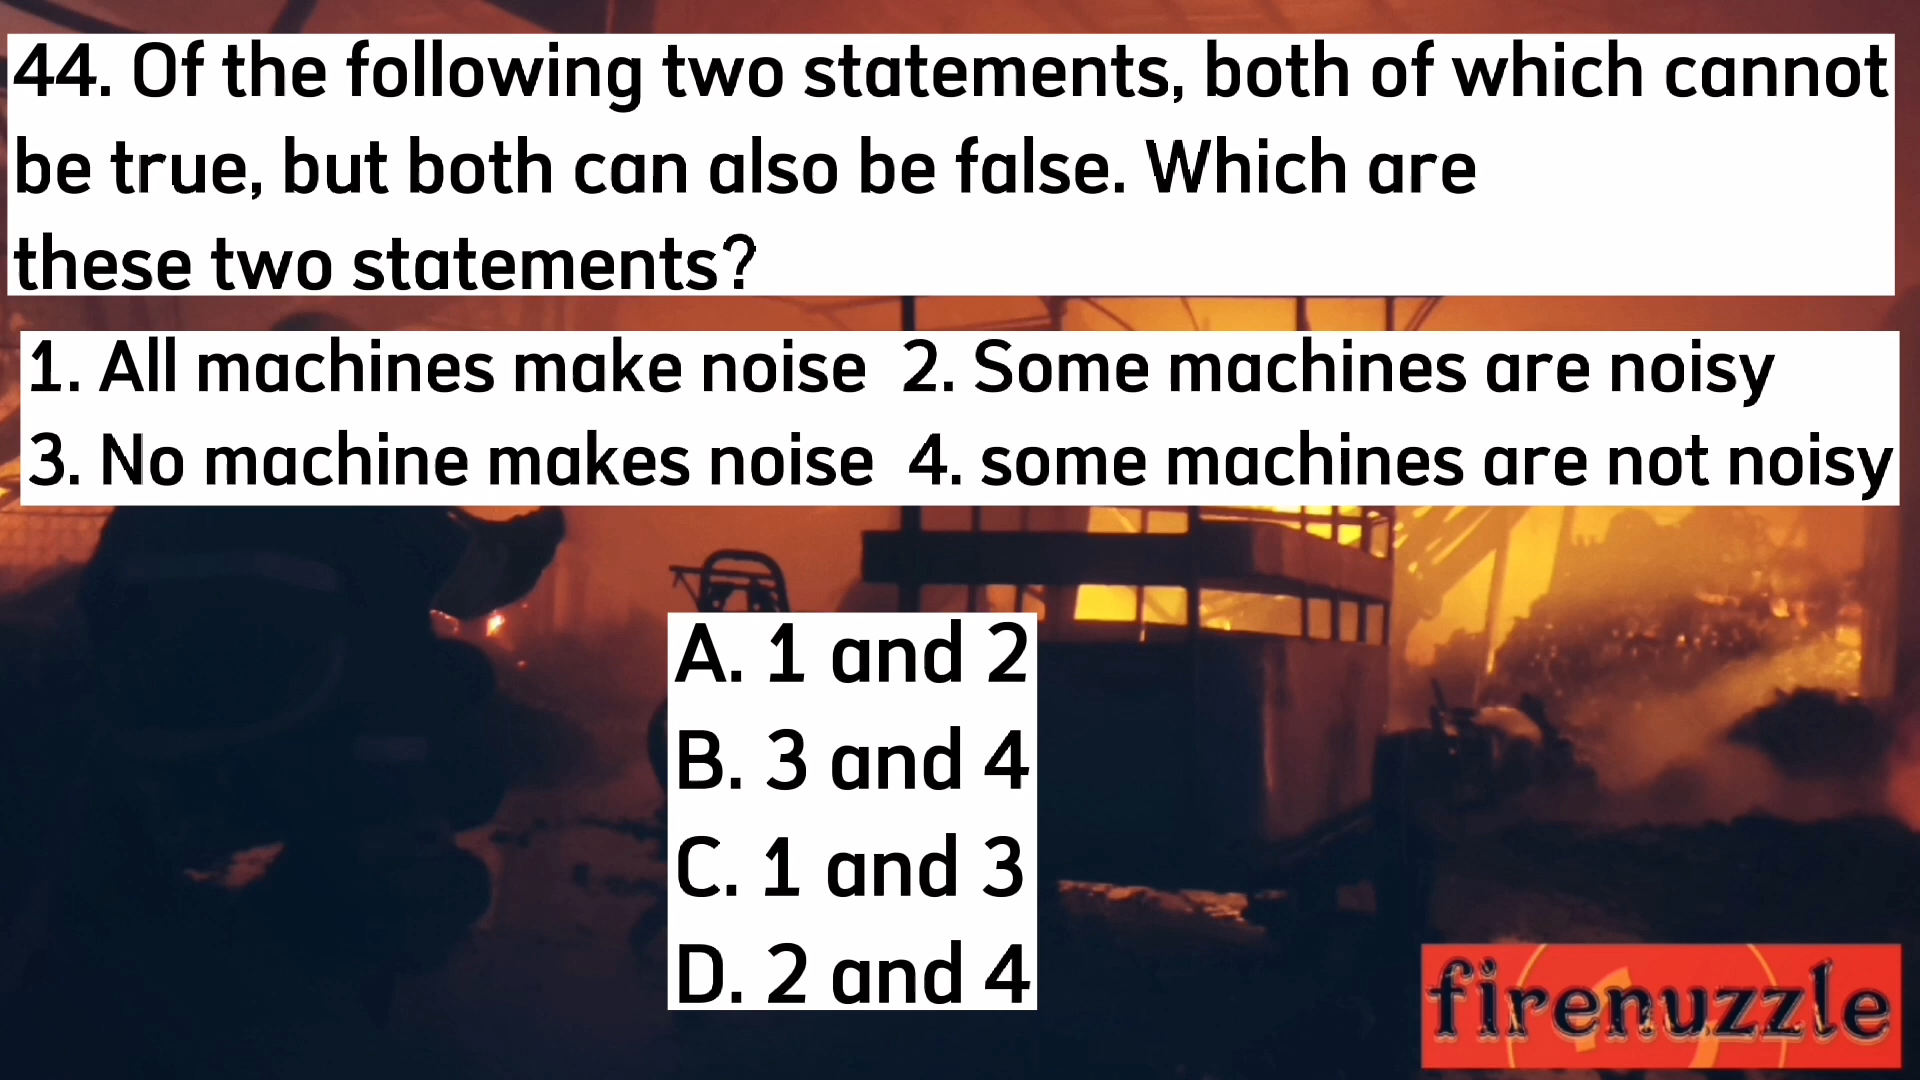 44. Of the following two statements, both of which cannot
be true, but both can also be false. Which are
these two statements?
1. All machines make noise 2. Some machines are noisy
3. No machine makes noise 4. some machines are not noisy
A. 1 and 2
B. 3 and 4
C. 1 and 3
D. 2 and 4
firenuzzle